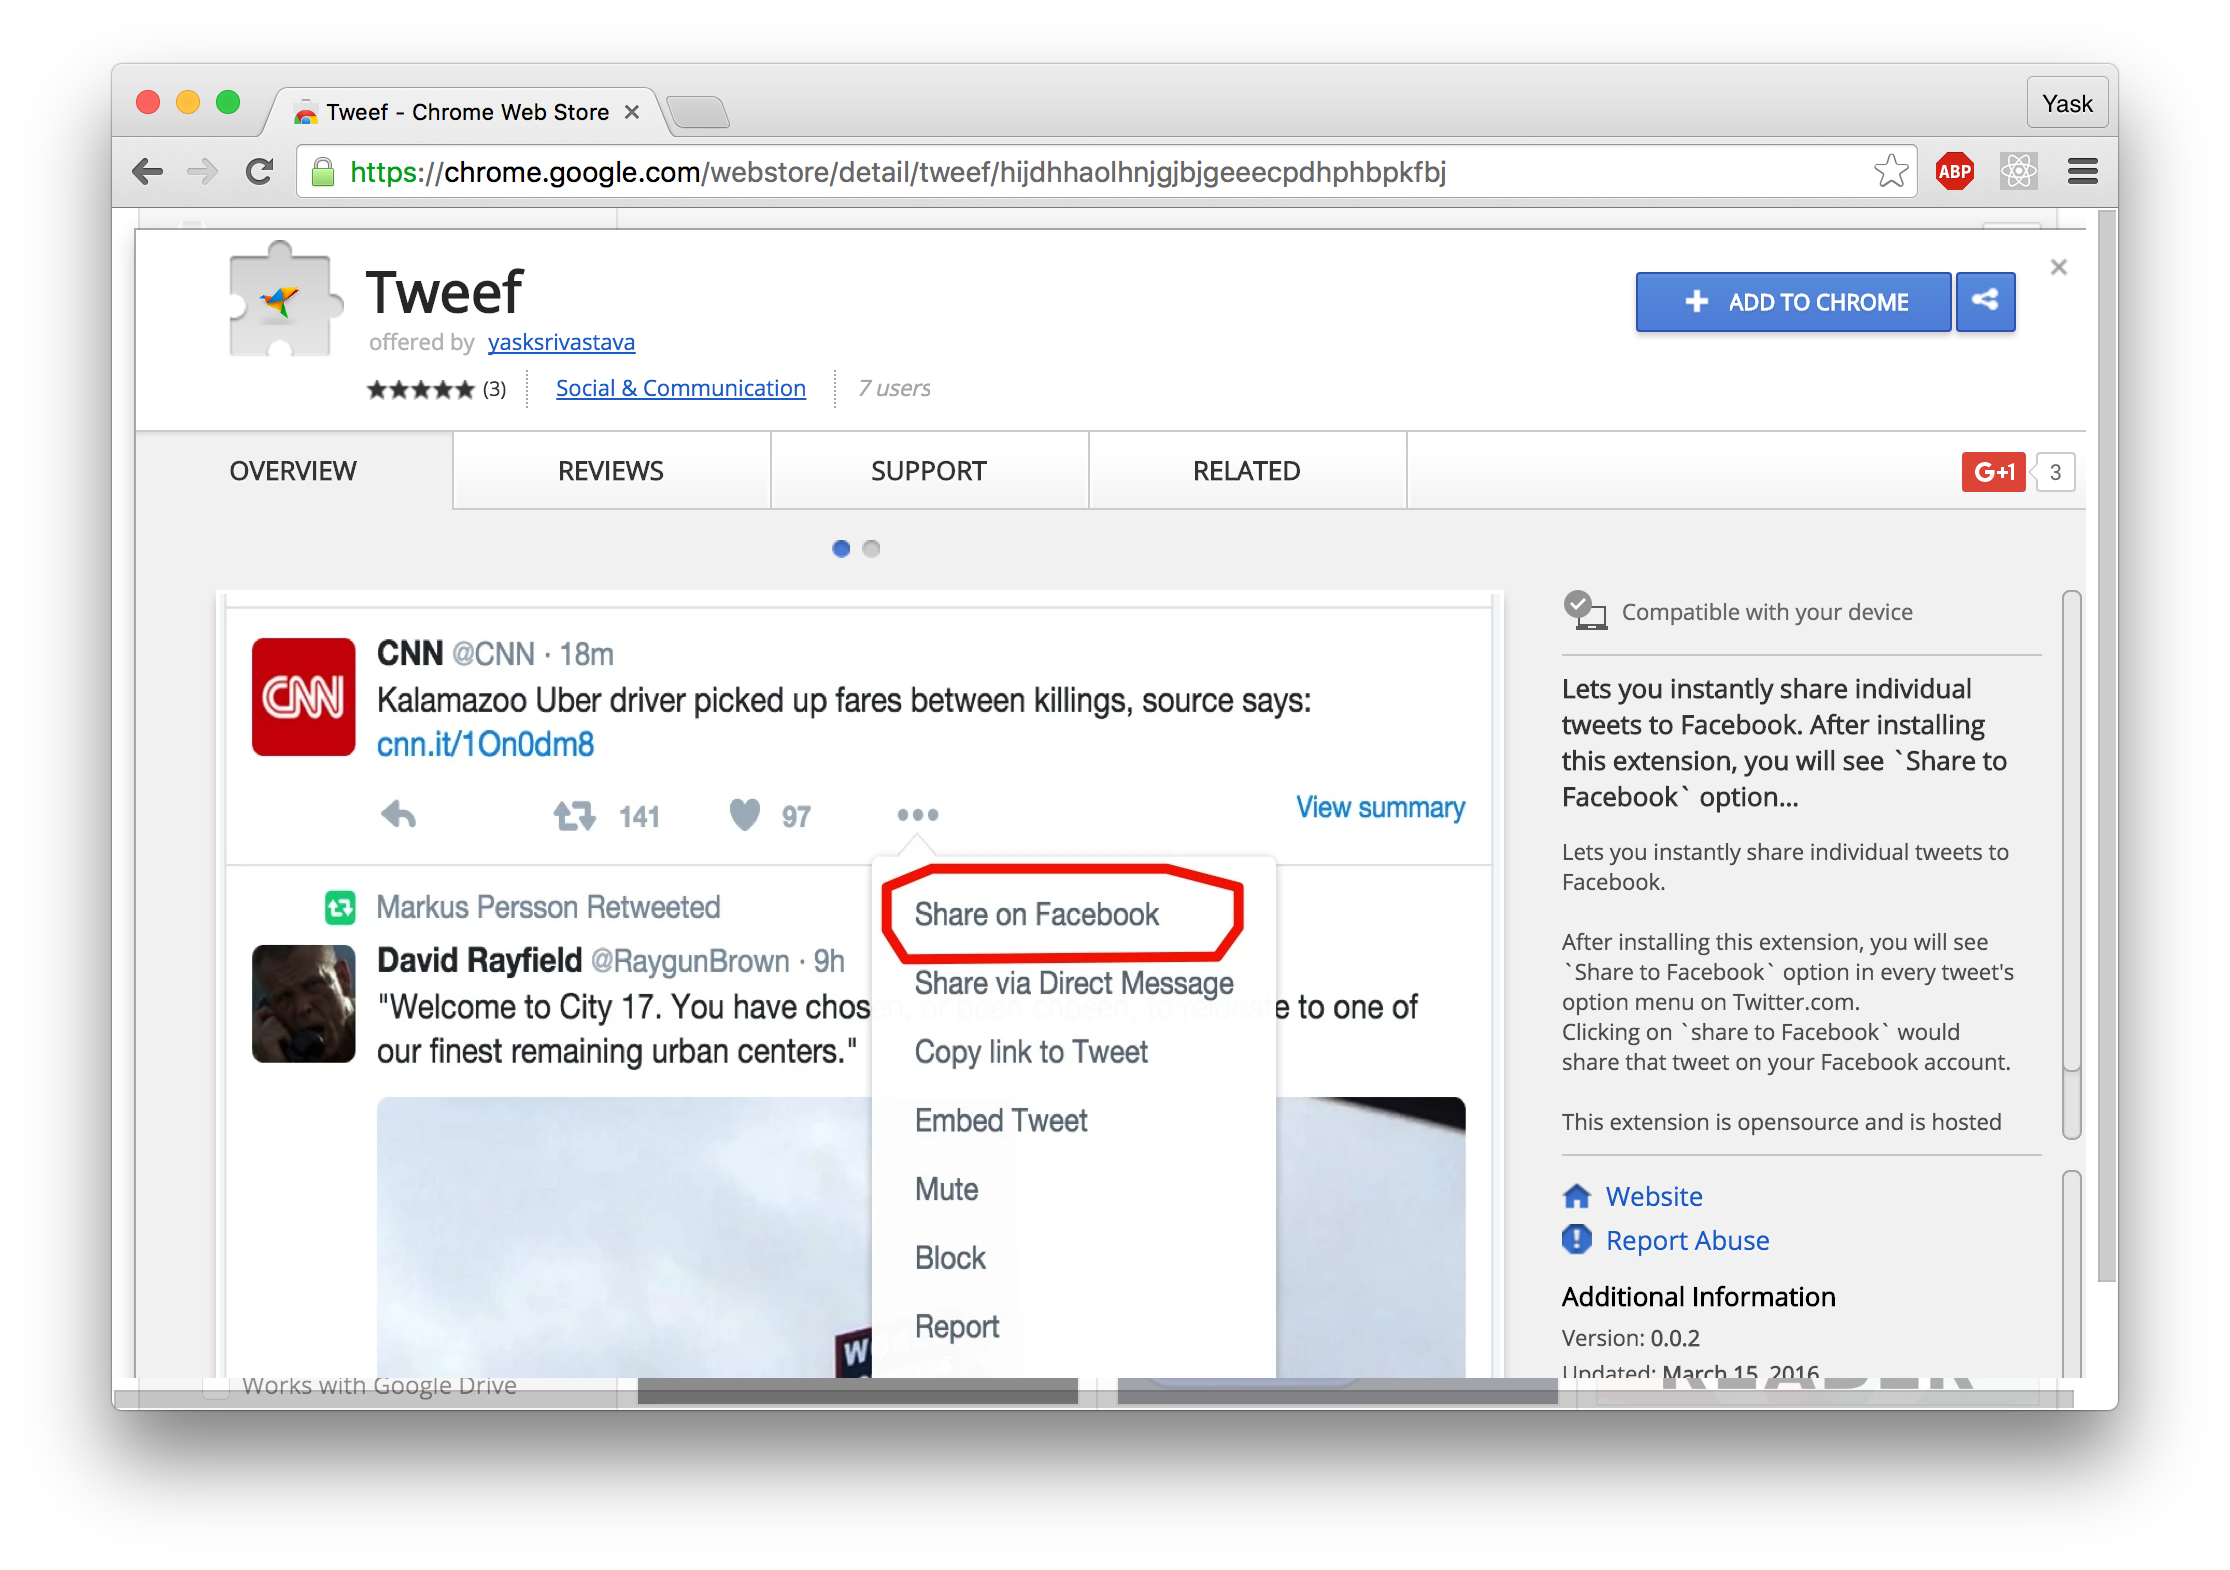 Tweef - Chrome Web Store
Yask
https://chrome.google.com/webstore/detail/tweef/hijdhhaolhnjgjbjgeeecpdhphbpkfbj
ABP
Tweef
offered by yasksrivastava
(3)
Social & Communication
7 users
ADD TO CHROME
OVERVIEW
REVIEWS
SUPPORT
RELATED
G+1
3
CNN
CNN @CNN · 18m
Kalamazoo Uber driver picked up fares between killings, source says:
cnn.it/1On0dm8
141
97
View summary
Markus Persson Retweeted
David Rayfield @RaygunBrown · 9h
"Welcome to City 17. You have chosen, or been chosen, to relocate to one of
our finest remaining urban centers."
Share on Facebook
Share via Direct Message
Copy link to Tweet
Embed Tweet
Mute
Block
Report
Compatible with your device
Lets you instantly share individual
tweets to Facebook. After installing
this extension, you will see `Share to
Facebook` option...
Lets you instantly share individual tweets to
Facebook.
After installing this extension, you will see
`Share to Facebook` option in every tweet's
option menu on Twitter.com.
Clicking on `share to Facebook` would
share that tweet on your Facebook account.
This extension is opensource and is hosted
Website
Report Abuse
Additional Information
Version: 0.0.2
Updated: March 15, 2016
Works with Google Drive